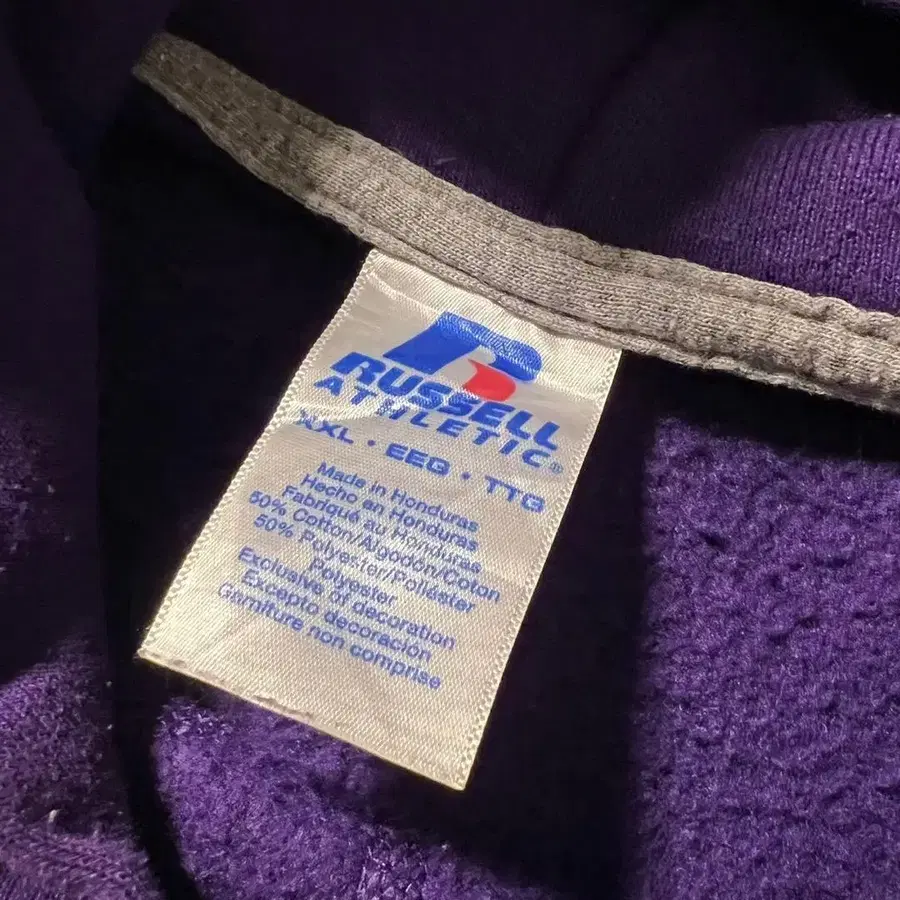 R
RUSSELL
ATHLETIC®
XXL • EEG • TTG
Made in Honduras
Hecho en Honduras
Fabriqué au Honduras
50% Cotton/Algodón/Coton
50% Polyester/Poliéster
Polyester
Exclusive of decoration
Excepto decoración
Garniture non comprise